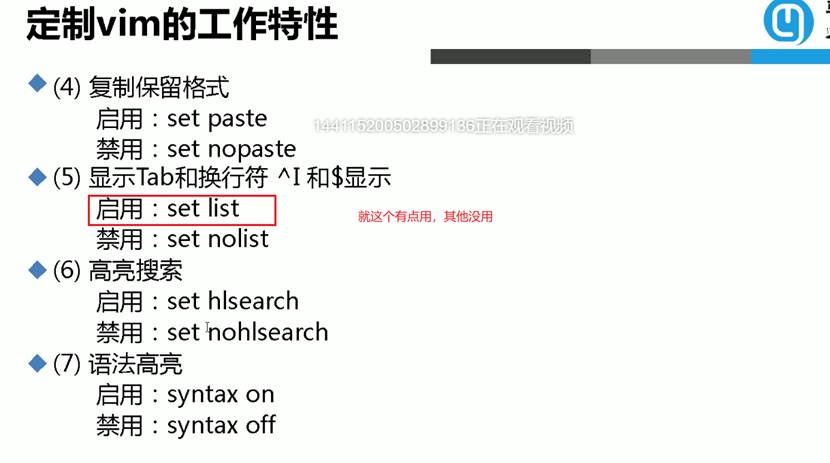 定制vim的工作特性
(4) 复制保留格式
启用：set paste
144115200502899136正在观看视频
禁用：set nopaste
(5) 显示Tab和换行符 ^I 和$显示
启用：set list
就这个有点用，其他没用
禁用：set nolist
(6) 高亮搜索
启用：set hlsearch
禁用：set nohlsearch
(7) 语法高亮
启用：syntax on
禁用：syntax off